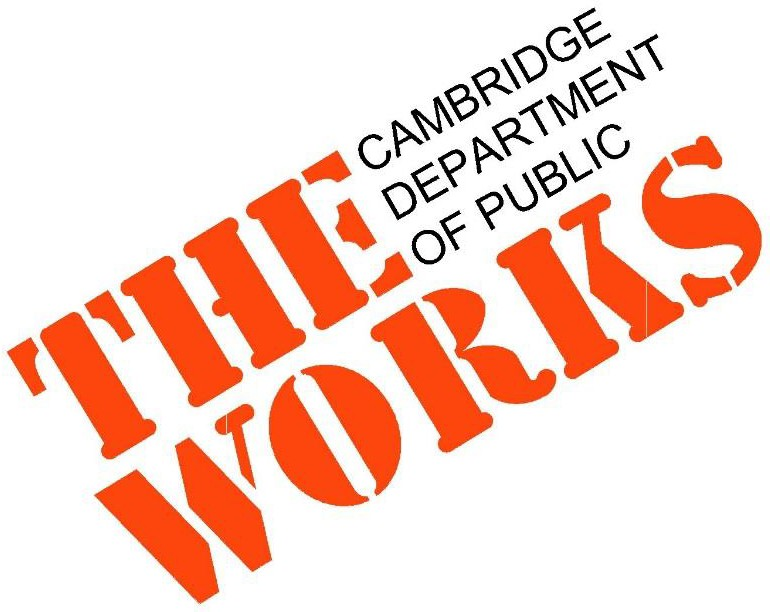 THE
CAMBRIDGE
DEPARTMENT
OF PUBLIC
WORKS